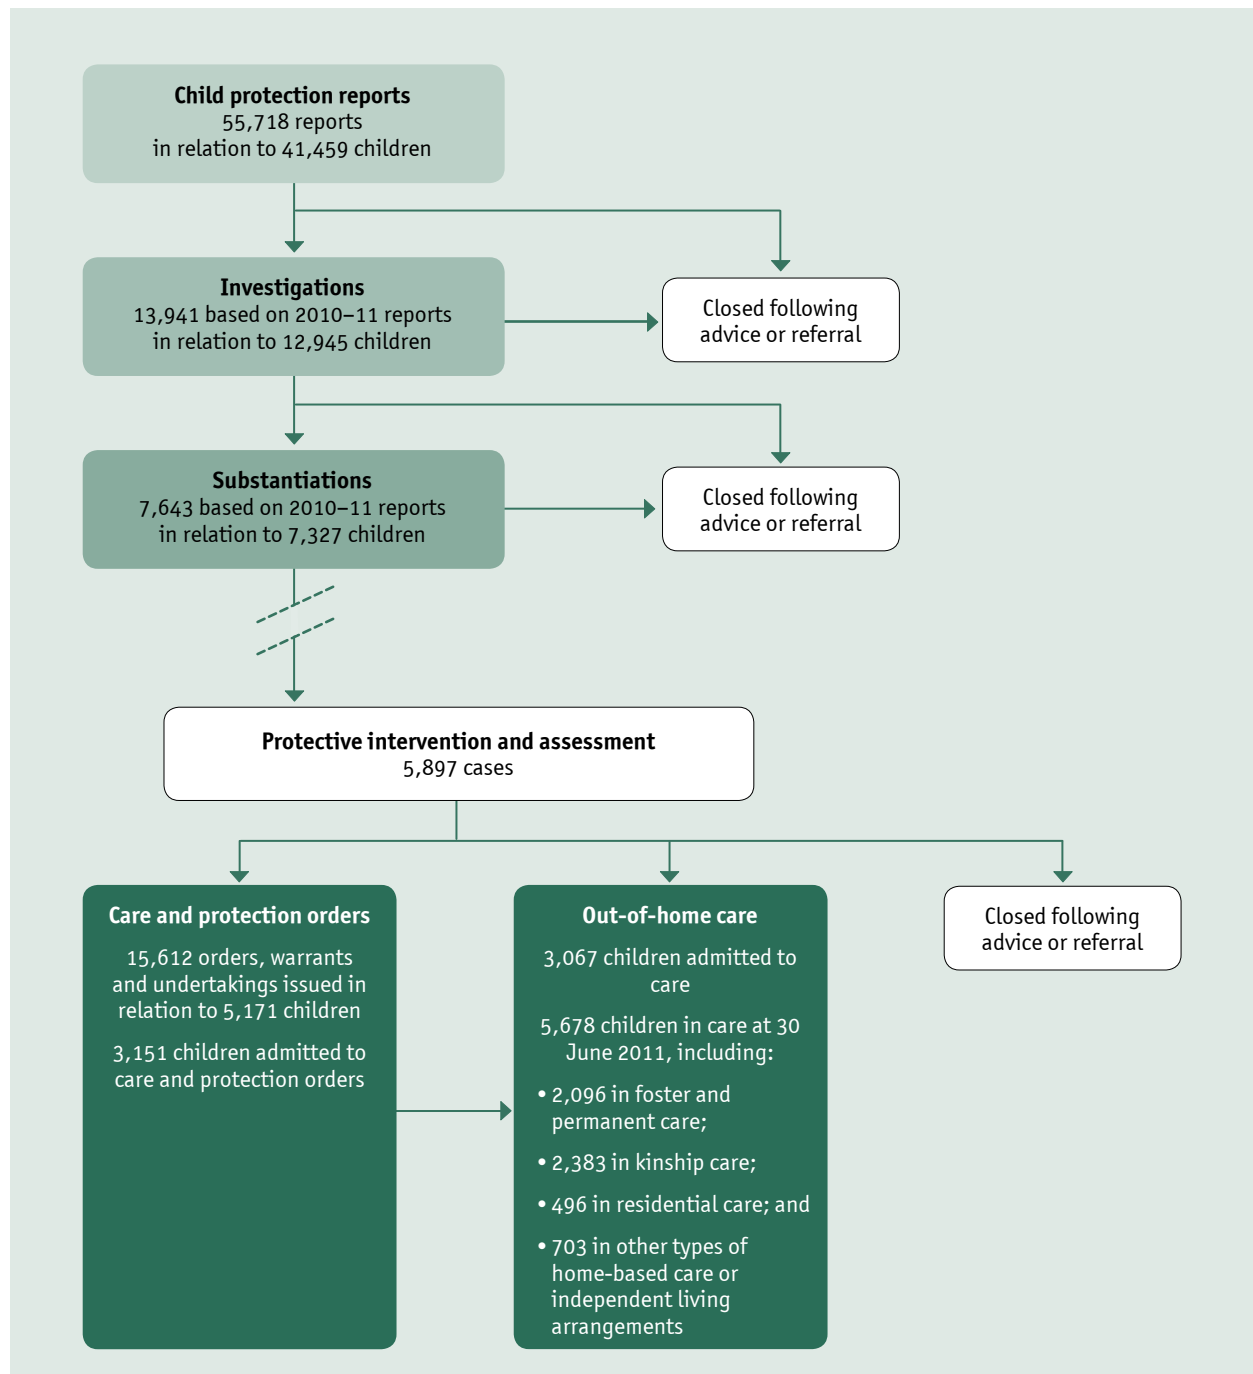 Child protection reports
55,718 reports
in relation to 41,459 children
Investigations
13,941 based on 2010–11 reports
in relation to 12,945 children
Closed following
advice or referral
Substantiations
7,643 based on 2010–11 reports
in relation to 7,327 children
Closed following
advice or referral
Protective intervention and assessment
5,897 cases
Care and protection orders
15,612 orders, warrants
and undertakings issued in
relation to 5,171 children
3,151 children admitted to
care and protection orders
Out-of-home care
3,067 children admitted to
care
5,678 children in care at 30
June 2011, including:
• 2,096 in foster and
permanent care;
• 2,383 in kinship care;
• 496 in residential care; and
• 703 in other types of
home-based care or
independent living
arrangements
Closed following
advice or referral